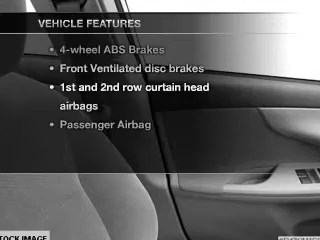 VEHICLE FEATURES
• 4-wheel ABS Brakes
• Front Ventilated disc brakes
• 1st and 2nd row curtain head
airbags
• Passenger Airbag
TOCK IMAGE